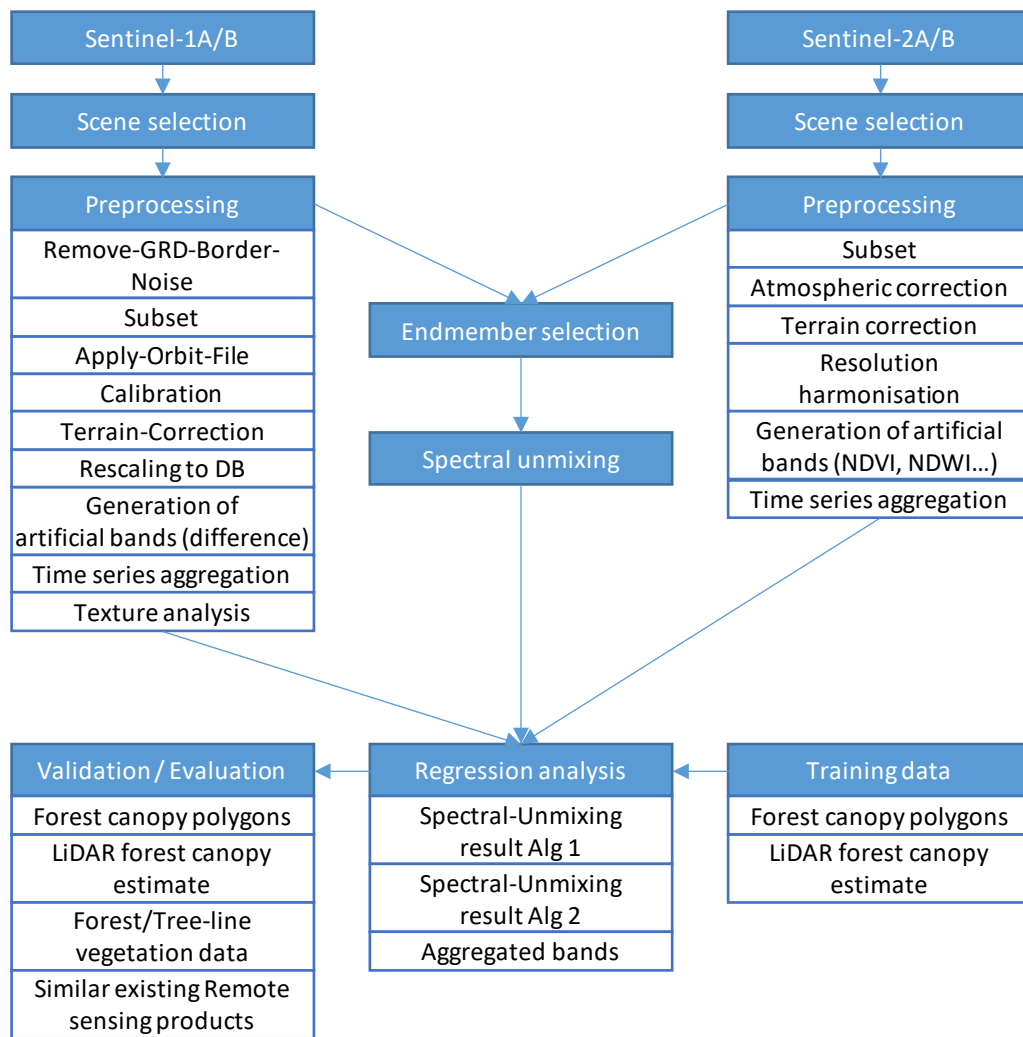 Sentinel-1A/B
Scene selection
Preprocessing
Remove-GRD-Border-
Noise
Subset
Apply-Orbit-File
Calibration
Terrain-Correction
Rescaling to DB
Generation of
artificial bands (difference)
Time series aggregation
Texture analysis
Endmember selection
Spectral unmixing
Sentinel-2A/B
Scene selection
Preprocessing
Subset
Atmospheric correction
Terrain correction
Resolution
harmonisation
Generation of artificial
bands (NDVI, NDWI...)
Time series aggregation
Validation / Evaluation
Forest canopy polygons
LiDAR forest canopy
estimate
Forest/Tree-line
vegetation data
Similar existing Remote
sensing products
Regression analysis
Spectral-Unmixing
result Alg 1
Spectral-Unmixing
result Alg 2
Aggregated bands
Training data
Forest canopy polygons
LiDAR forest canopy
estimate